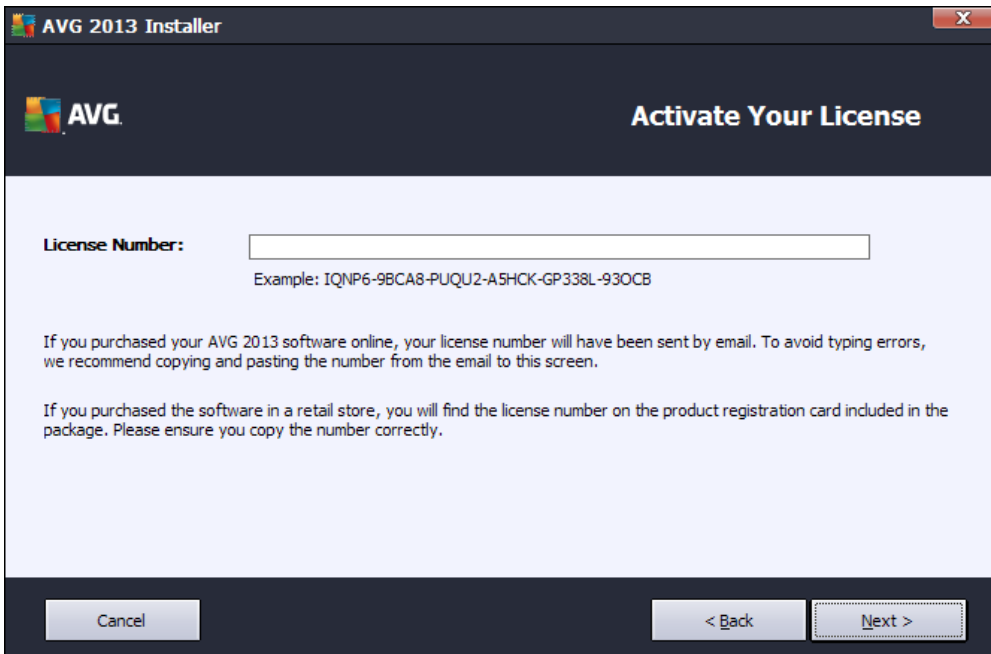 AVG 2013 Installer
X
AVG.
Activate Your License
License Number:
Example: IQNP6-9BCA8-PUQU2-A5HCK-GP338L-93OCB
If you purchased your AVG 2013 software online, your license number will have been sent by email. To avoid typing errors,
we recommend copying and pasting the number from the email to this screen.
If you purchased the software in a retail store, you will find the license number on the product registration card included in the
package. Please ensure you copy the number correctly.
Cancel
< Back
Next >